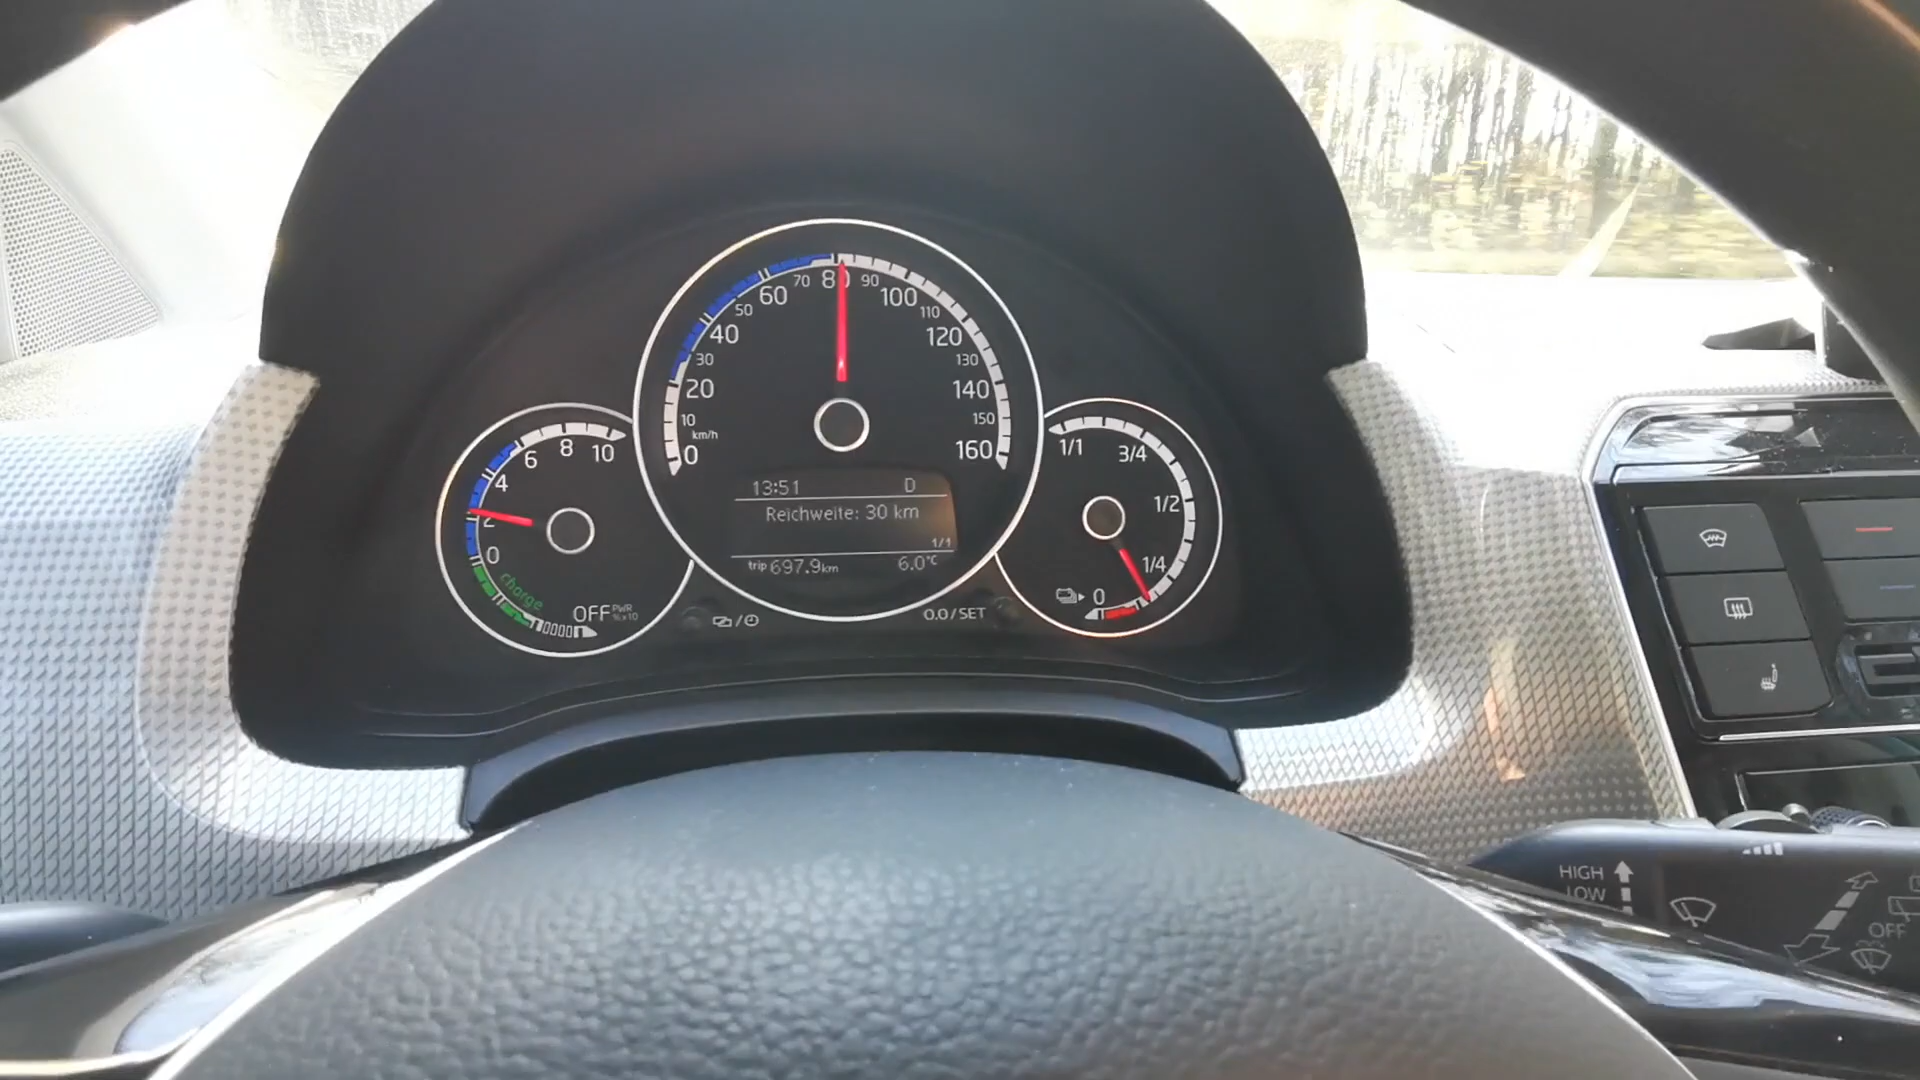 0 10 20 30 40 50 60 70 80 90 100 110 120 130 140 150 160
km/h
13:51 D
Reichweite: 30 km
1/1
trip 697.9 km 6.0°C
0 2 4 6 8 10
charge
OFF PWR
%x10
1/1 3/4 1/2 1/4 0
0.0/SET
HIGH
LOW
OFF